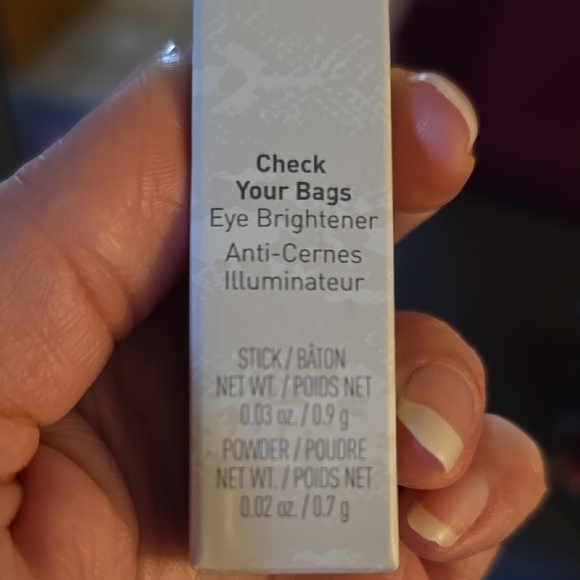 Check
Your Bags
Eye Brightener
Anti-Cernes
Illuminateur
STICK / BÂTON
NET WT. / POIDS NET
0.03 oz. / 0.9 g
POWDER / POUDRE
NET WT. / POIDS NET
0.02 oz. / 0.7 g